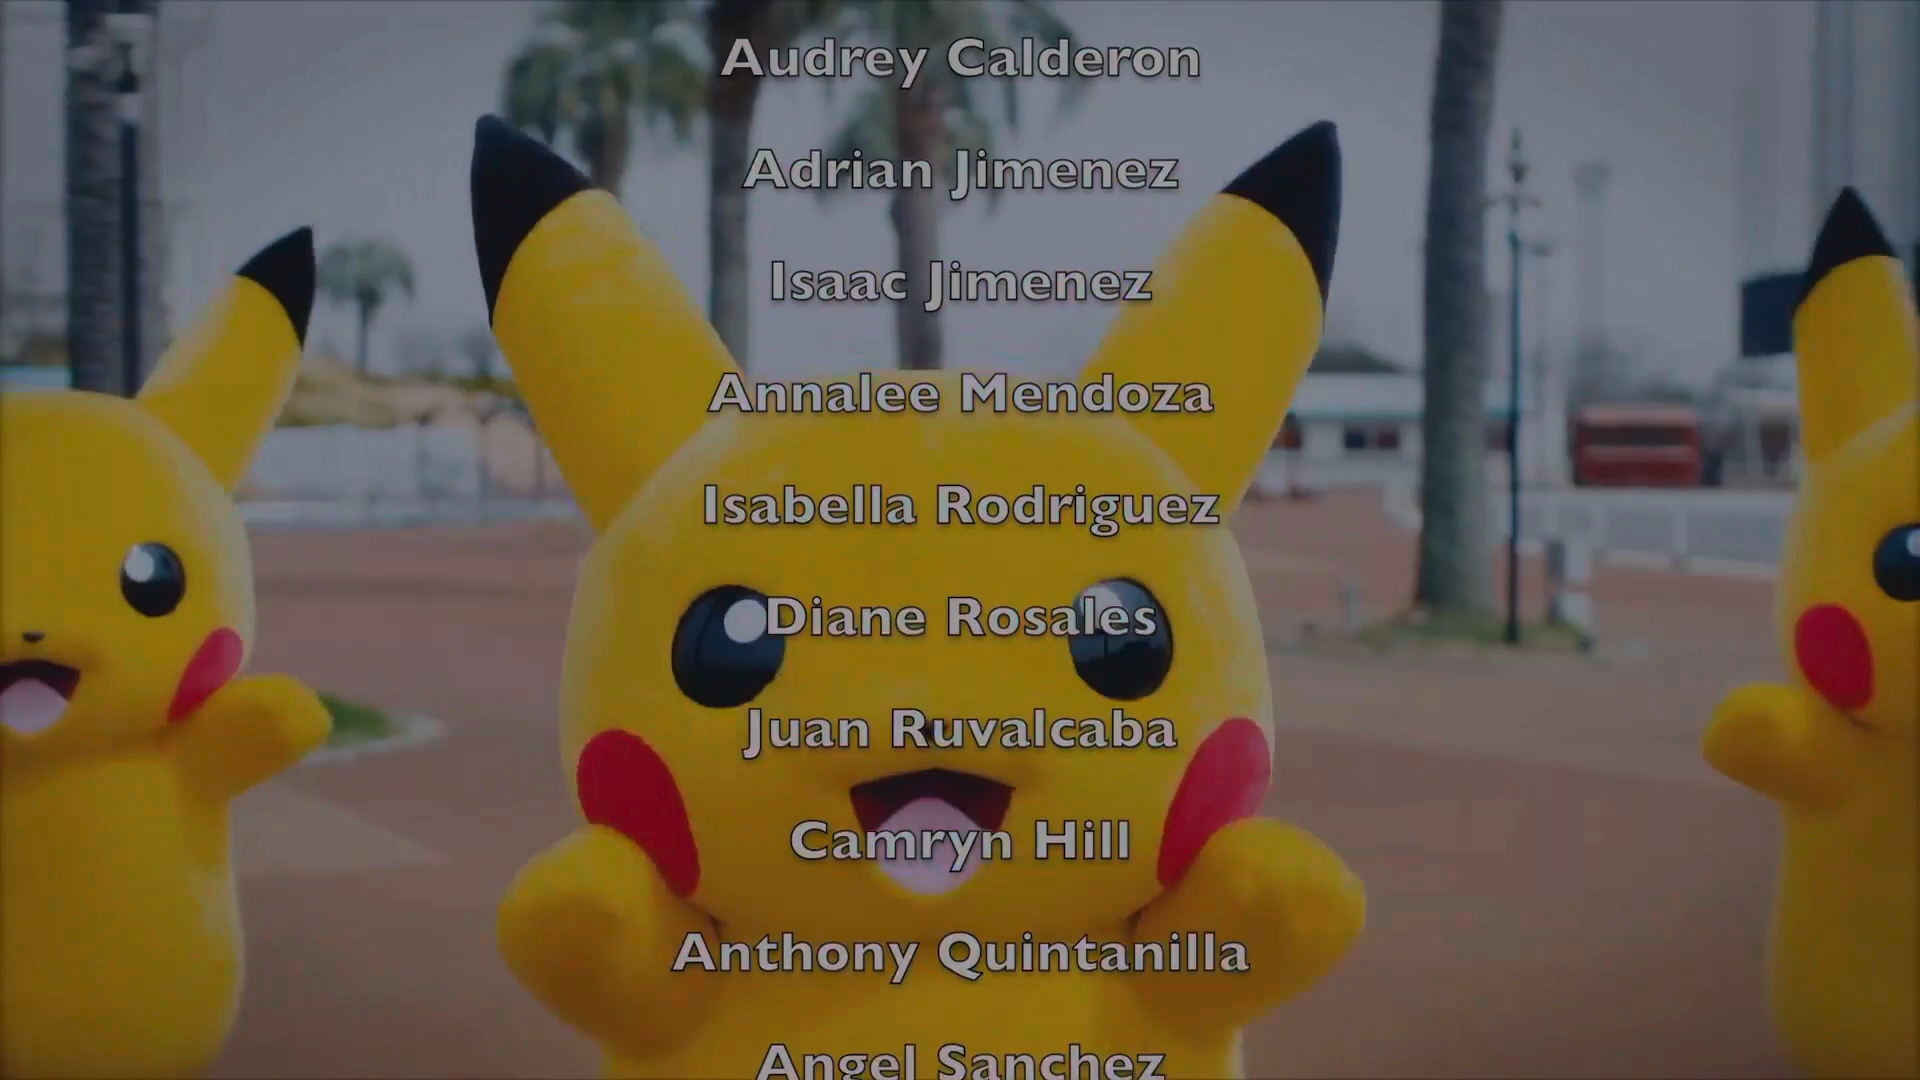 Audrey Calderon
Adrian Jimenez
Isaac Jimenez
Annalee Mendoza
Isabella Rodriguez
Diane Rosales
Juan Ruvalcaba
Camryn Hill
Anthony Quintanilla
Angel Sanchez